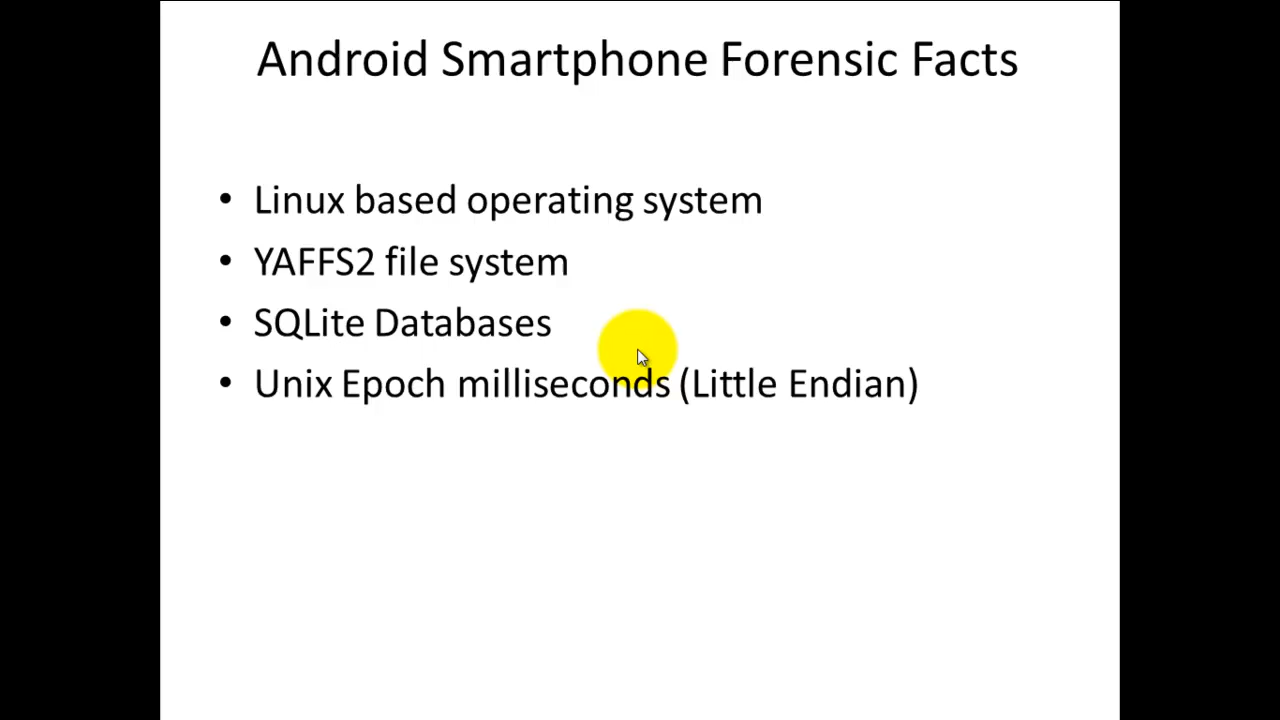 Android Smartphone Forensic Facts
• Linux based operating system
• YAFFS2 file system
• SQLite Databases
• Unix Epoch milliseconds (Little Endian)